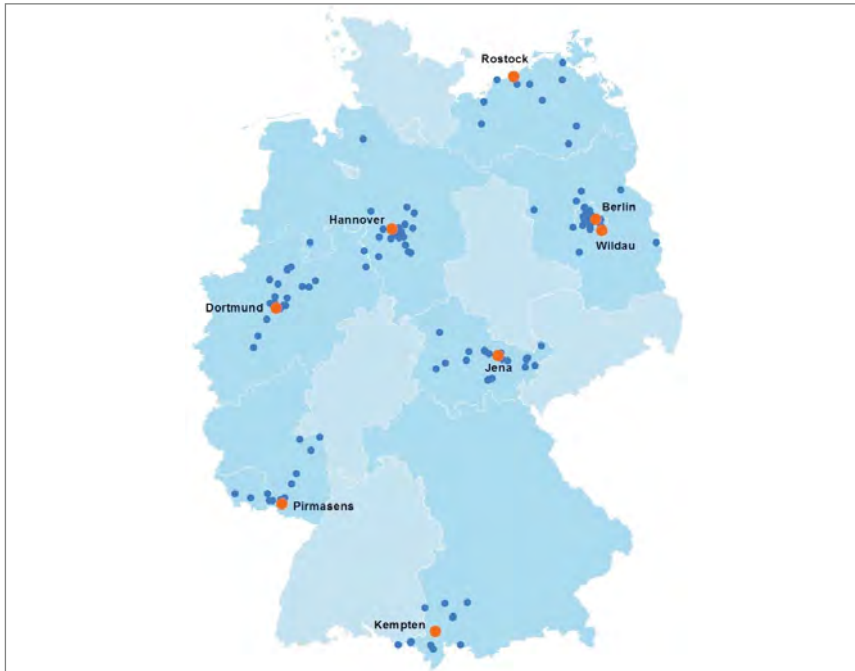 Rostock
Berlin
Hannover
Wildau
Dortmund
Jena
Pirmasens
Kempten